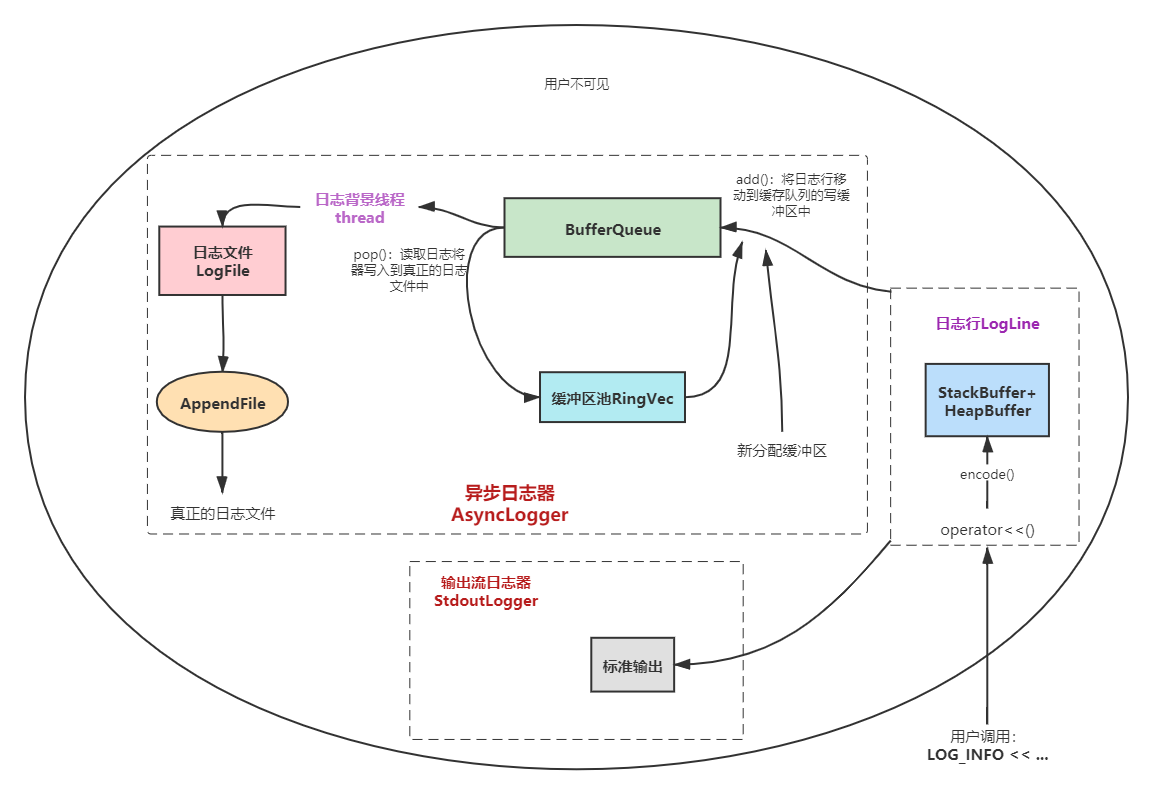 用户不可见
add()：将日志行移
动到缓存队列的写缓
冲区中
日志背景线程
thread
BufferQueue
日志文件
LogFile
pop()：读取日志将
器写入到真正的日志
文件中
日志行LogLine
缓冲区池RingVec
StackBuffer+
HeapBuffer
AppendFile
新分配缓冲区
encode()
异步日志器
AsyncLogger
真正的日志文件
operator<<()
输出流日志器
StdoutLogger
标准输出
用户调用：
LOG_INFO << ...